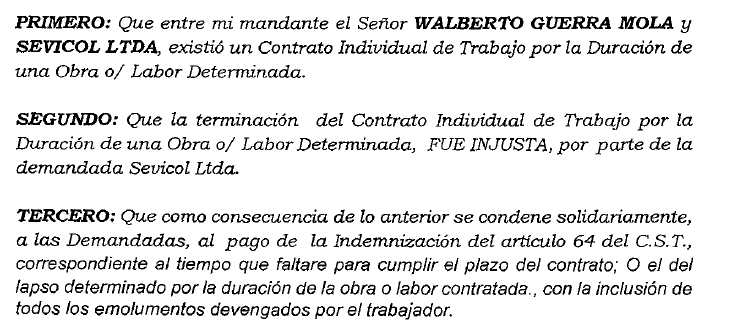 PRIMERO: Que entre mi mandante el Señor WALBERTO GUERRA MOLA y
SEVICOL LTDA, existió un Contrato Individual de Trabajo por la Duración de
una Obra o/ Labor Determinada.
SEGUNDO: Que la terminación del Contrato Individual de Trabajo por la
Duración de una Obra o/ Labor Determinada, FUE INJUSTA, por parte de la
demandada Sevicol Ltda.
TERCERO: Que como consecuencia de lo anterior se condene solidariamente,
a las Demandadas, al pago de la Indemnización del artículo 64 del C.S.T.,
correspondiente al tiempo que faltare para cumplir el plazo del contrato; O el del
lapso determinado por la duración de la obra o labor contratada., con la inclusión de
todos los emolumentos devengados por el trabajador.